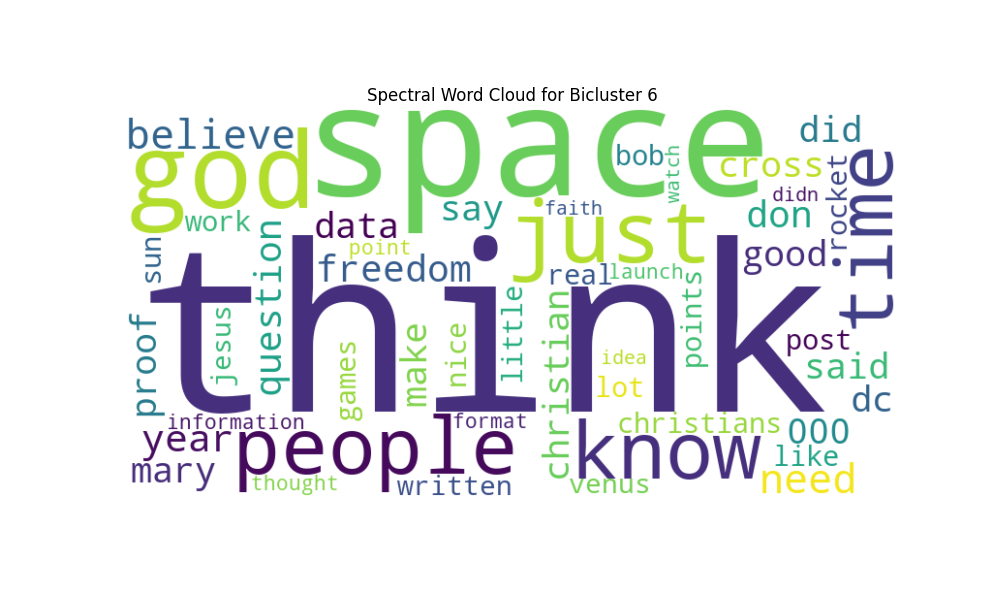 Spectral Word Cloud for Bicluster 6
space
believe
god
did
bob
watch
cross
didn
rocket
time
work
data
say
faith
just
don
good
sun
question
point
freedom
real
launch
think
proof
jesus
games
make
nice
little
christian
idea
points
post
said
lot
dc
information
format
christians
000
year
people
know
like
mary
thought
written
venus
need